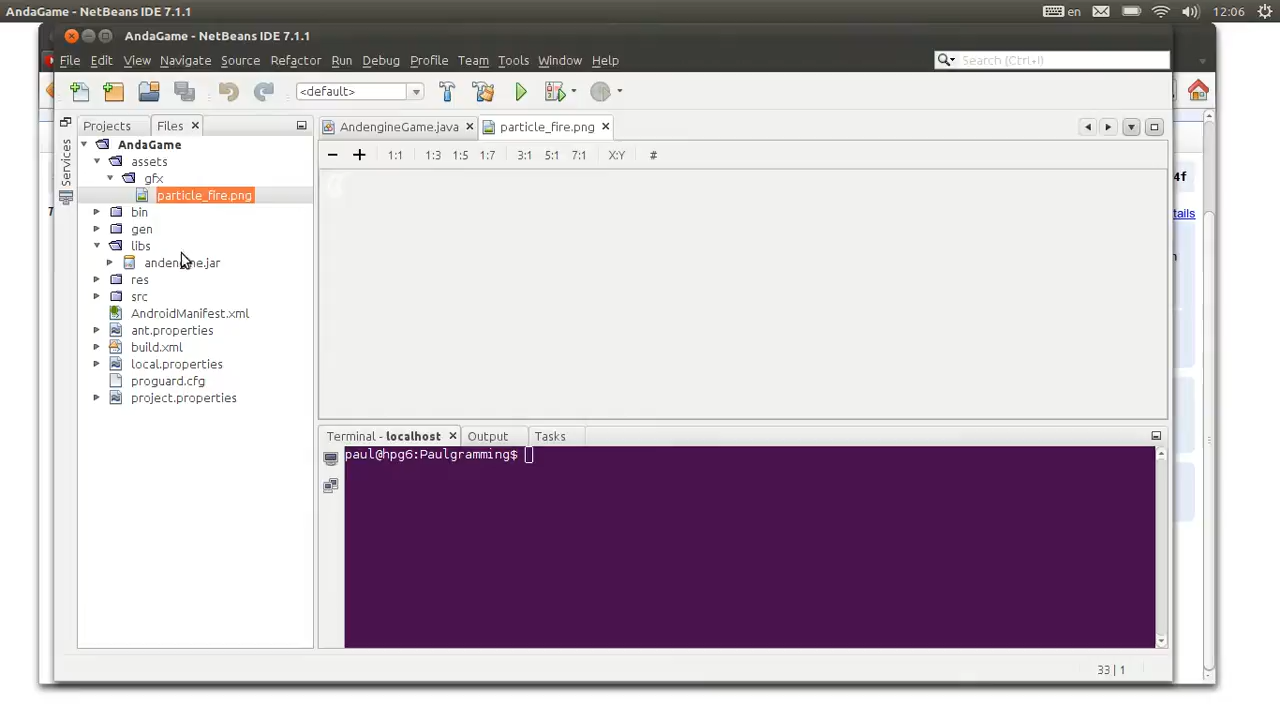 AndaGame - NetBeans IDE 7.1.1
en
12:06
AndaGame - NetBeans IDE 7.1.1
File Edit View Navigate Source Refactor Run Debug Profile Team Tools Window Help
Search (Ctrl+I)
<default>
Projects Files
AndengineGame.java particle_fire.png
Services
AndaGame
assets
gfx
particle_fire.png
bin
gen
libs
andengine.jar
res
src
AndroidManifest.xml
ant.properties
build.xml
local.properties
proguard.cfg
project.properties
1:1 1:3 1:5 1:7 3:1 5:1 7:1 X:Y #
4f
tails
Terminal - localhost Output Tasks
paul@hpg6:Paulgramming$
33 | 1